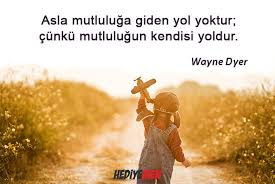 Asla mutluluğa giden yol yoktur;
çünkü mutluluğun kendisi yoldur.
Wayne Dyer